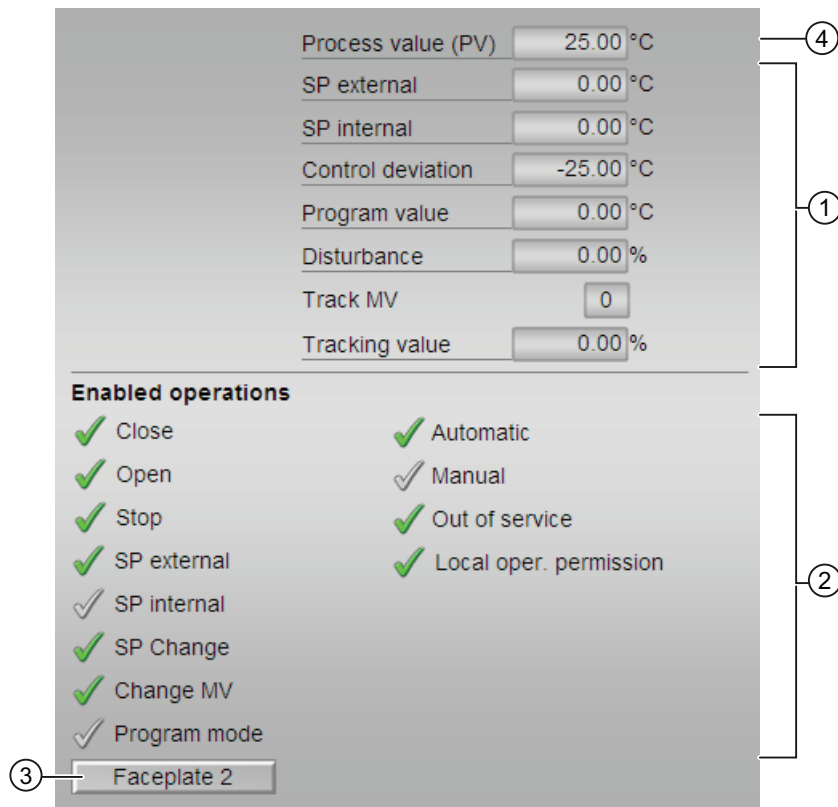 Process value (PV) 25.00 °C 4
SP external 0.00 °C
SP internal 0.00 °C
Control deviation -25.00 °C
Program value 0.00 °C 1
Disturbance 0.00 %
Track MV 0
Tracking value 0.00 %
Enabled operations
Close Automatic
Open Manual
Stop Out of service
SP external Local oper. permission
SP internal 2
SP Change
Change MV
Program mode
3 Faceplate 2